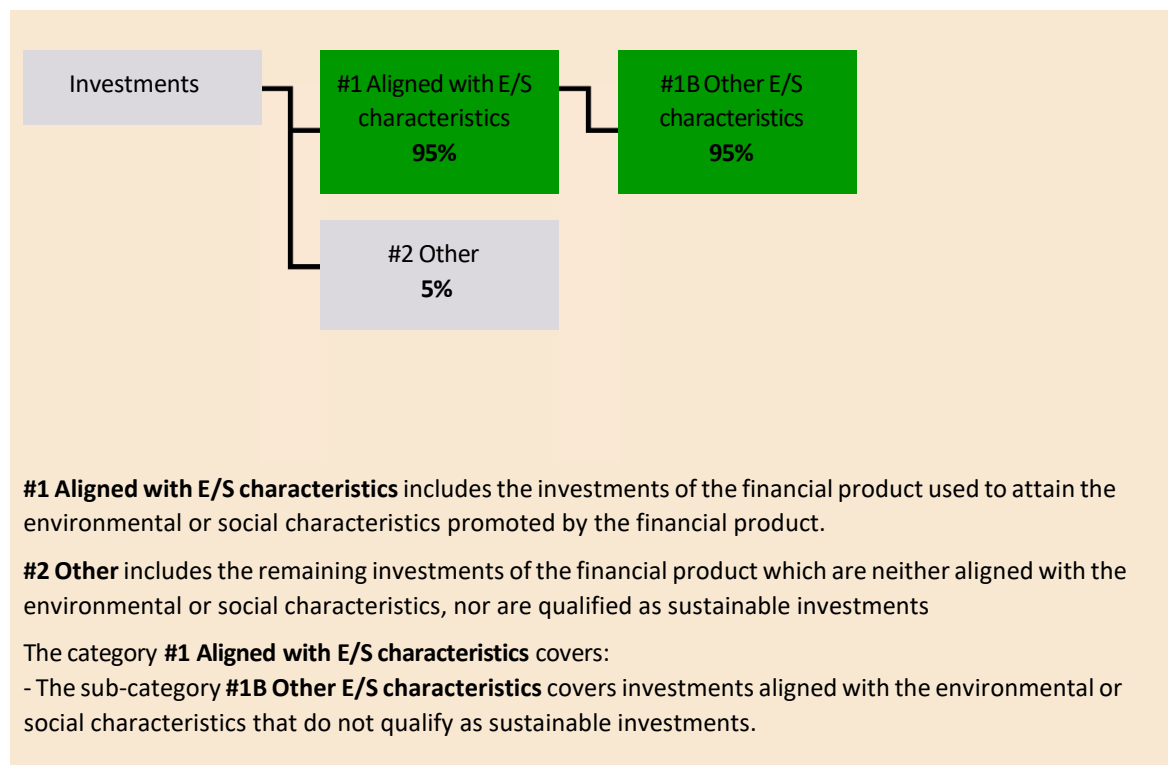 Investments
#1 Aligned with E/S
characteristics
95%
#1B Other E/S
characteristics
95%
#2 Other
5%
#1 Aligned with E/S characteristics includes the investments of the financial product used to attain the
environmental or social characteristics promoted by the financial product.
#2 Other includes the remaining investments of the financial product which are neither aligned with the
environmental or social characteristics, nor are qualified as sustainable investments
The category #1 Aligned with E/S characteristics covers:
- The sub-category #1B Other E/S characteristics covers investments aligned with the environmental or
social characteristics that do not qualify as sustainable investments.